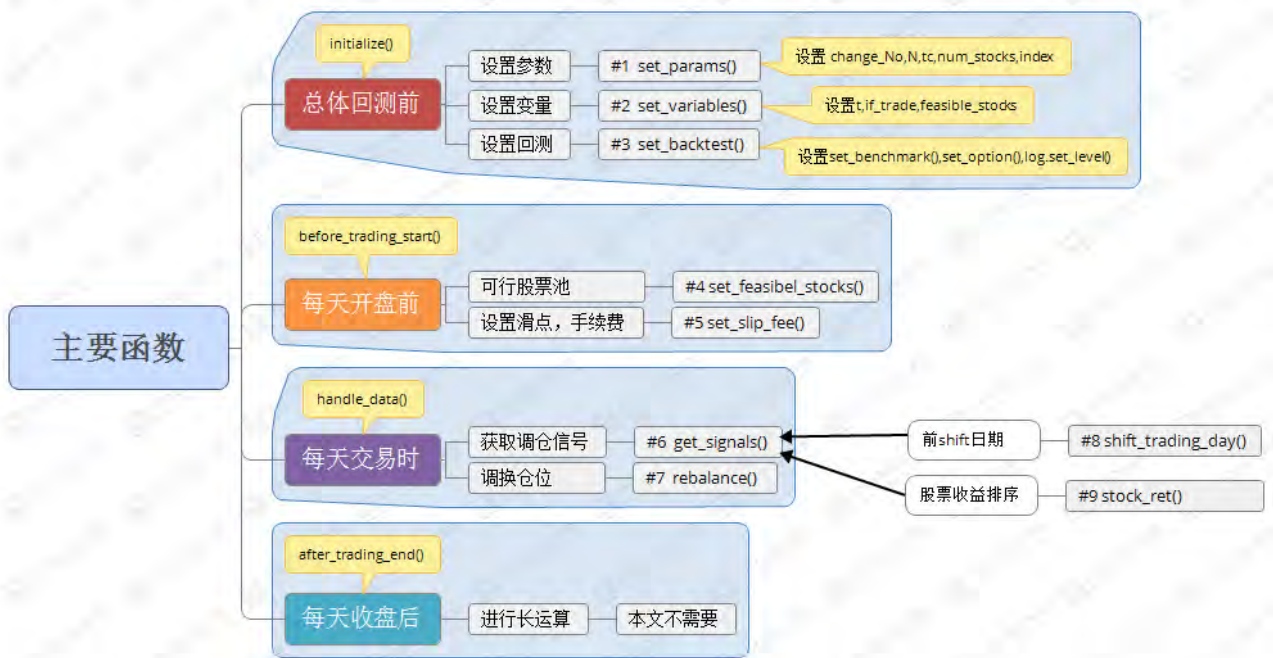 主要函数
initialize()
总体回测前
设置参数
#1 set_params()
设置 change_No,N,tc,num_stocks,index
设置变量
#2 set_variables()
设置t,if_trade,feasible_stocks
设置回测
#3 set_backtest()
设置set_benchmark(),set_option(),log.set_level()
before_trading_start()
每天开盘前
可行股票池
#4 set_feasibel_stocks()
设置滑点，手续费
#5 set_slip_fee()
handle_data()
每天交易时
获取调仓信号
#6 get_signals()
前shift日期
#8 shift_trading_day()
调换仓位
#7 rebalance()
股票收益排序
#9 stock_ret()
after_trading_end()
每天收盘后
进行长运算
本文不需要